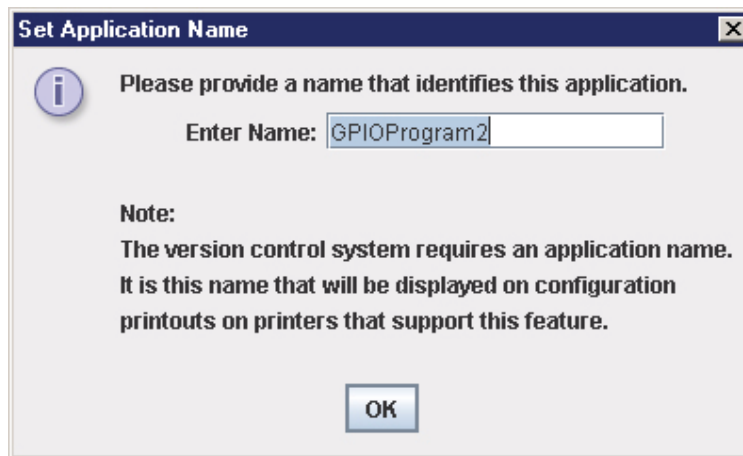 Set Application Name
Please provide a name that identifies this application.
Enter Name: GPIOProgram2
Note:
The version control system requires an application name.
It is this name that will be displayed on configuration
printouts on printers that support this feature.
OK